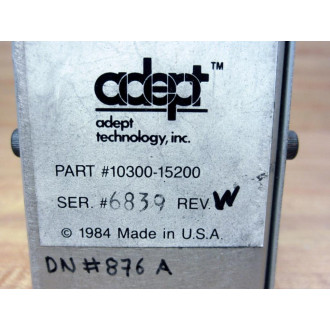 adept™
adept
technology, inc.
PART #10300-15200
SER. #6839 REV. W
© 1984 Made in U.S.A.
DN#876 A